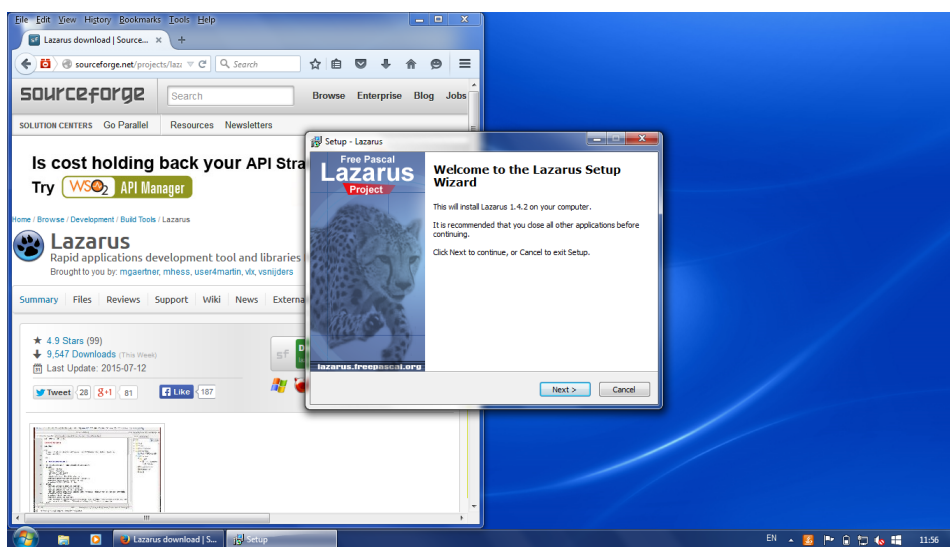 File Edit View History Bookmarks Tools Help
Lazarus download | Source...
sourceforge.net/projects/laz
Search
sourceforge
Search
Browse Enterprise Blog Jobs
SOLUTION CENTERS Go Parallel Resources Newsletters
Is cost holding back your API Stra
Try WSO2 API Manager
Home / Browse / Development / Build Tools / Lazarus
Lazarus
Rapid applications development tool and libraries
Brought to you by: mgaertner, mhess, user4martin, vlx, vsnijders
Summary Files Reviews Support Wiki News Externa
4.9 Stars (99)
9,547 Downloads (This Week)
Last Update: 2015-07-12
sf
Tweet 28 g+1 81 Like 187
Setup - Lazarus
Free Pascal
Lazarus
Project
lazarus.freepascal.org
Welcome to the Lazarus Setup
Wizard
This will install Lazarus 1.4.2 on your computer.
It is recommended that you close all other applications before
continuing.
Click Next to continue, or Cancel to exit Setup.
Next > Cancel
Lazarus download | S... Setup
EN 11:56